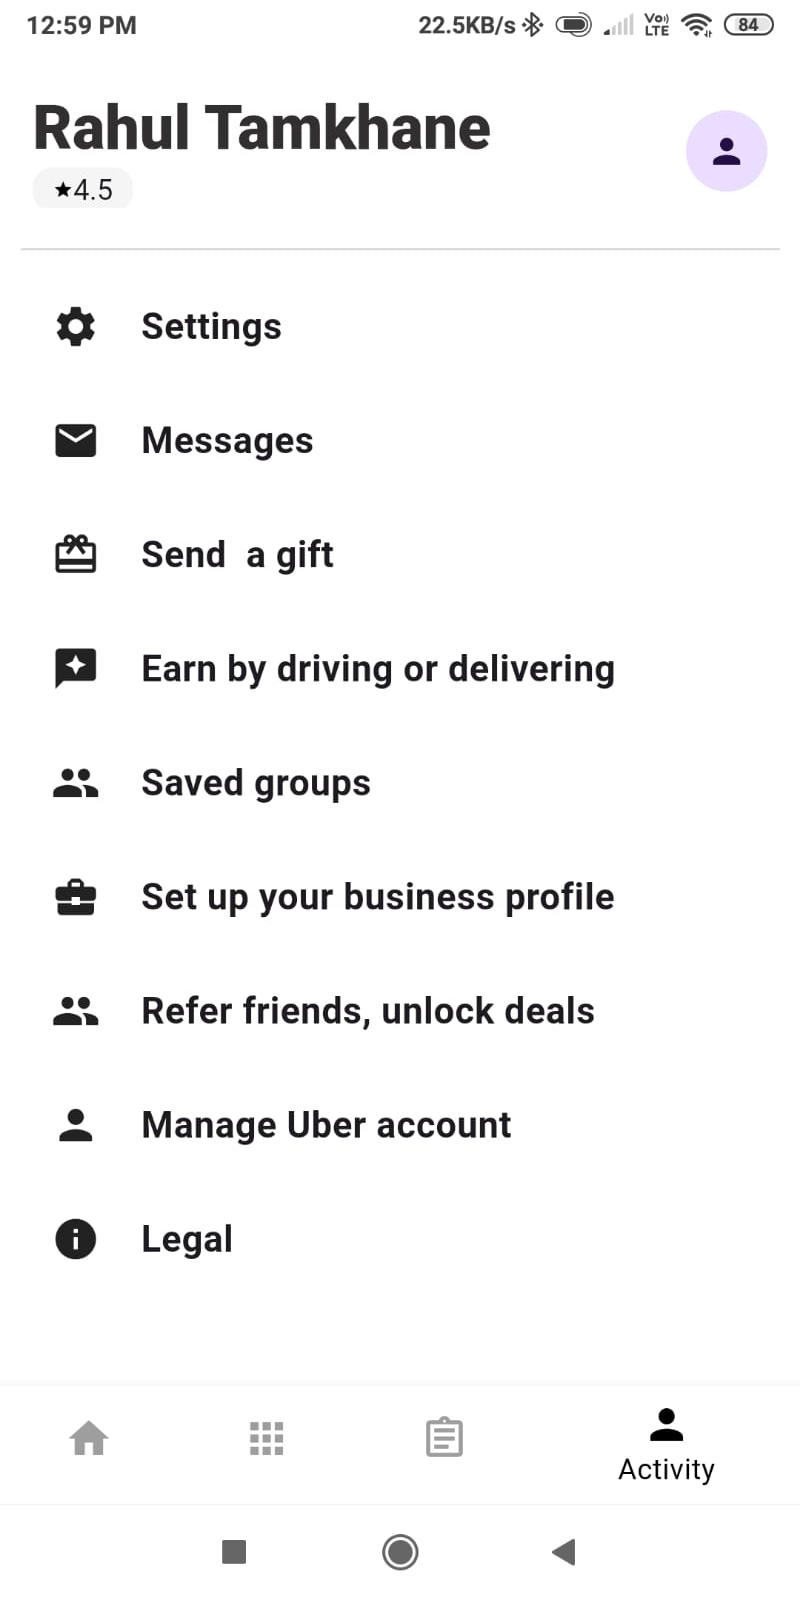 12:59 PM 22.5KB/s Vo) LTE 84
Rahul Tamkhane
★4.5
Settings
Messages
Send  a gift
Earn by driving or delivering
Saved groups
Set up your business profile
Refer friends, unlock deals
Manage Uber account
Legal
Activity